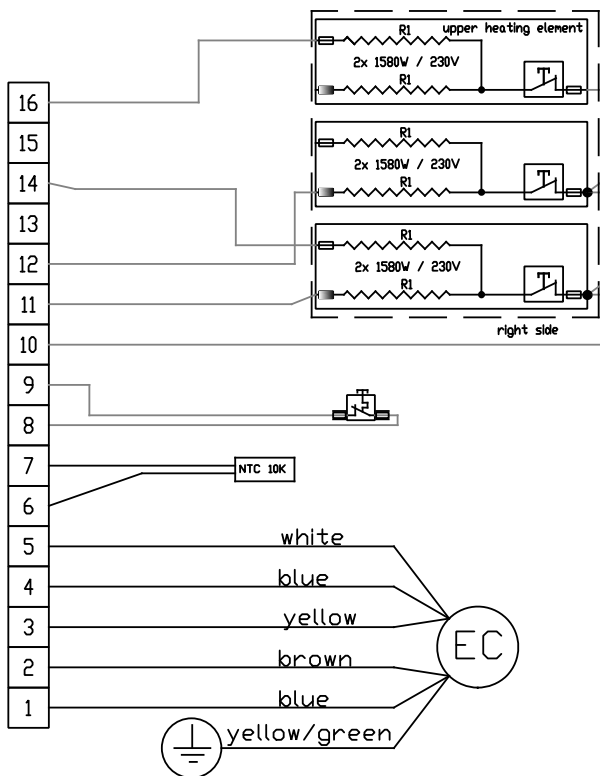 R1
upper heating element
2x 1580W / 230V
R1
16
15
R1
2x 1580W / 230V
R1
14
13
R1
12
2x 1580W / 230V
R1
11
right side
10
9
8
7
NTC 10K
6
5
white
4
blue
3
yellow
EC
2
brown
1
blue
yellow/green